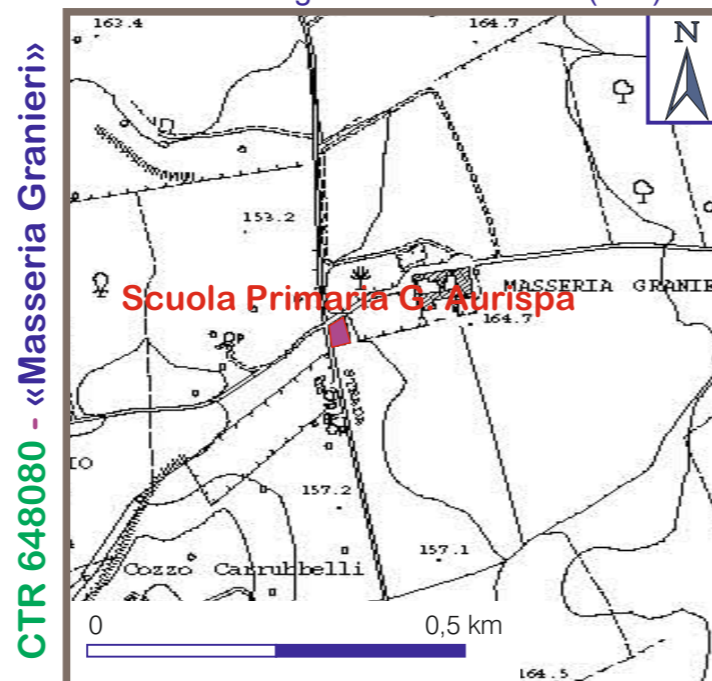 163.4
164.7
N
153.2
MASSERIA GRANIE
Scuola Primaria G. Aurispa
164.7
STRADA
CTR 648080 - «Masseria Granieri»
IO
157.2
157.1
Cozzo Carrubbelli
0
0,5 km
164.5